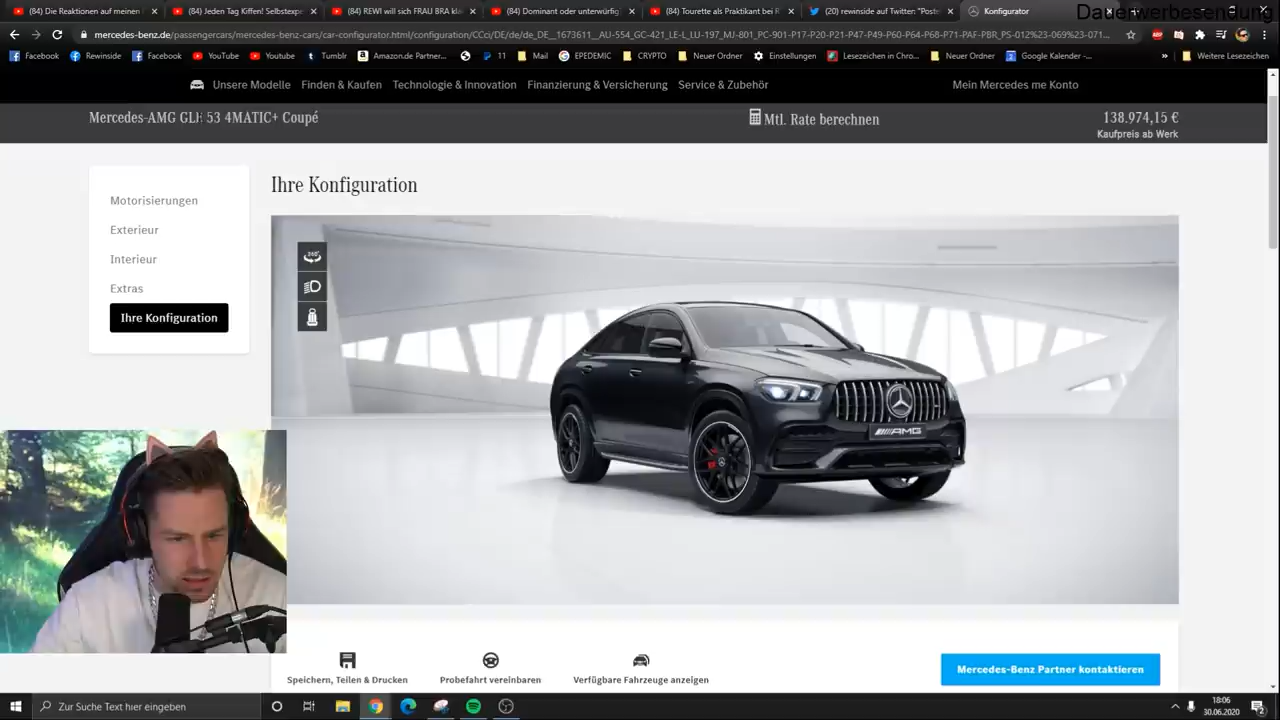 Dauerwerbesendung
(84) Die Reaktionen auf meinen
(84) Jeden Tag Kiffen! Selbstexpe
(84) REWI will sich FRAU BRA kl
(84) Dominant oder unterwürfig
(84) Tourette als Praktikant bei R
(20) rewinside auf Twitter: "Post
Konfigurator
mercedes-benz.de/passengercars/mercedes-benz-cars/car-configurator.html/configuration/CCci/DE/de/de_DE__1673611__AU-554_GC-421_LE-L_LU-197_MJ-801_PC-901-P17-P20-P21-P47-P49-P60-P64-P68-P71-PAF-PBR_PS-012%23-069%23-071...
Facebook
Rewinside
Facebook
Youtube
Youtube
Tumblr
Amazon.de Partner...
11
Mail
EPEDEMIC
CRYPTO
Neuer Ordner
Einstellungen
Lesezeichen in Chro...
Neuer Ordner
Google Kalender -...
»
Weitere Lesezeichen
Unsere Modelle
Finden & Kaufen
Technologie & Innovation
Finanzierung & Versicherung
Service & Zubehör
Mein Mercedes me Konto
Mercedes-AMG GLE 53 4MATIC+ Coupé
Mtl. Rate berechnen
138.974,15 €
Kaufpreis ab Werk
Motorisierungen
Exterieur
Interieur
Extras
Ihre Konfiguration
Ihre Konfiguration
360°
AMG
Speichern, Teilen & Drucken
Probefahrt vereinbaren
Verfügbare Fahrzeuge anzeigen
Mercedes-Benz Partner kontaktieren
Zur Suche Text hier eingeben
18:06
30.06.2020
2